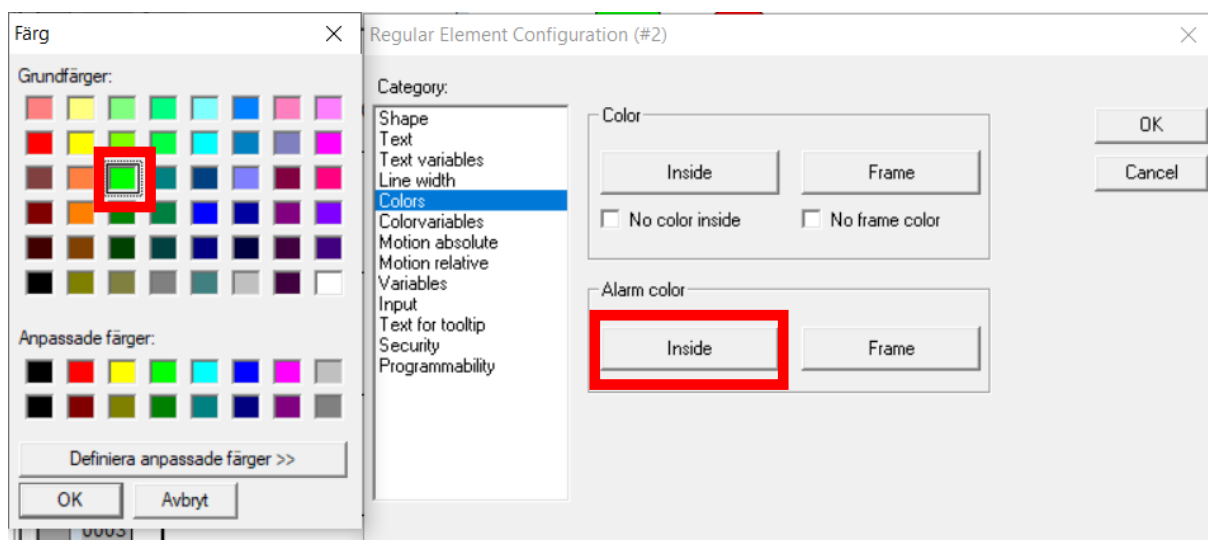 Färg
Grundfärger:
Anpassade färger:
Definiera anpassade färger >>
OK
Avbryt
0003
Regular Element Configuration (#2)
Category:
Shape
Text
Text variables
Line width
Colors
Colorvariables
Motion absolute
Motion relative
Variables
Input
Text for tooltip
Security
Programmability
Color
Inside
Frame
No color inside
No frame color
Alarm color
Inside
Frame
OK
Cancel